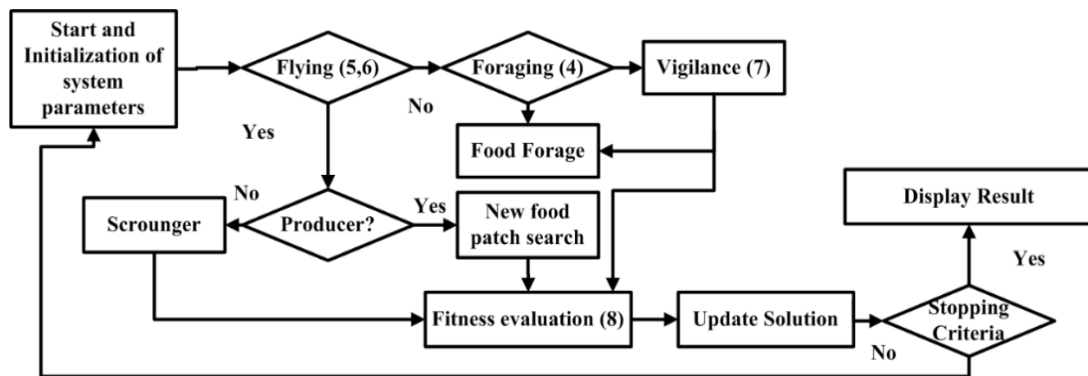 Start and
Initialization of
system
parameters
Flying (5,6)
Foraging (4)
Vigilance (7)
No
Yes
Food Forage
No
Scrounger
Producer?
Yes
New food
patch search
Display Result
Yes
Fitness evaluation (8)
Update Solution
Stopping
Criteria
No